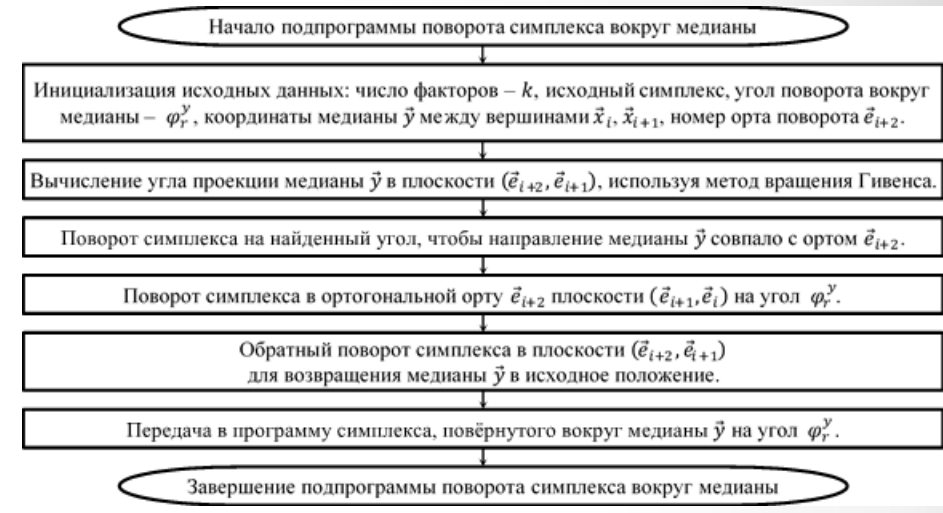 Начало подпрограммы поворота симплекса вокруг медианы
Инициализация исходных данных: число факторов – k, исходный симплекс, угол поворота вокруг
медианы – φ_r^y, координаты медианы y⃗ между вершинами x⃗_i, x⃗_{i+1}, номер орта поворота e⃗_{i+2}.
Вычисление угла проекции медианы y⃗ в плоскости (e⃗_{i+2}, e⃗_{i+1}), используя метод вращения Гивенса.
Поворот симплекса на найденный угол, чтобы направление медианы y⃗ совпало с ортом e⃗_{i+2}.
Поворот симплекса в ортогональной орту e⃗_{i+2} плоскости (e⃗_{i+1}, e⃗_i) на угол φ_r^y.
Обратный поворот симплекса в плоскости (e⃗_{i+2}, e⃗_{i+1})
для возвращения медианы y⃗ в исходное положение.
Передача в программу симплекса, повёрнутого вокруг медианы y⃗ на угол φ_r^y.
Завершение подпрограммы поворота симплекса вокруг медианы